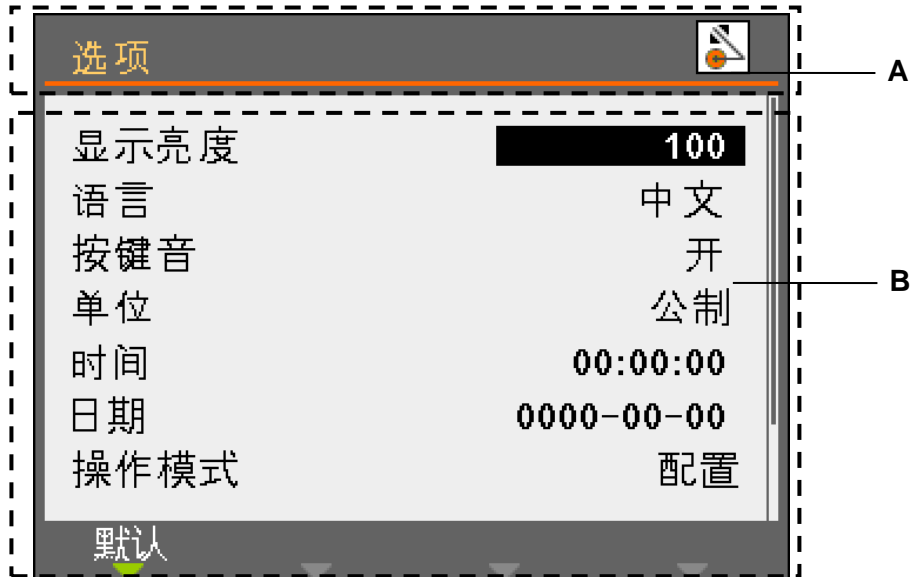 选项
A
显示亮度 100
语言 中文
按键音 开
B
单位 公制
时间 00:00:00
日期 0000-00-00
操作模式 配置
默认